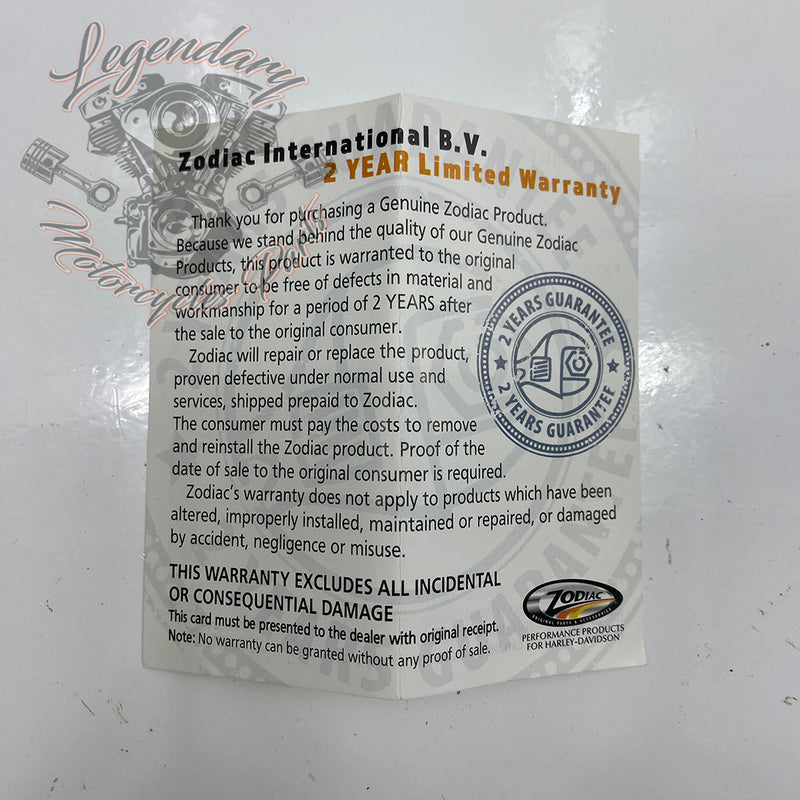 Legendary
Motorcycles Parts
Zodiac International B.V.
2 YEAR Limited Warranty
Thank you for purchasing a Genuine Zodiac Product.
Because we stand behind the quality of our Genuine Zodiac
Products, this product is warranted to the original
consumer to be free of defects in material and
workmanship for a period of 2 YEARS after
the sale to the original consumer.
Zodiac will repair or replace the product,
proven defective under normal use and
services, shipped prepaid to Zodiac.
The consumer must pay the costs to remove
and reinstall the Zodiac product. Proof of the
date of sale to the original consumer is required.
Zodiac's warranty does not apply to products which have been
altered, improperly installed, maintained or repaired, or damaged
by accident, negligence or misuse.
2 YEARS GUARANTEE
2 YEARS GUARANTEE
THIS WARRANTY EXCLUDES ALL INCIDENTAL
OR CONSEQUENTIAL DAMAGE
This card must be presented to the dealer with original receipt.
Note: No warranty can be granted without any proof of sale.
ZODIAC
ORIGINAL PARTS & ACCESSORIES
PERFORMANCE PRODUCTS
FOR HARLEY-DAVIDSON